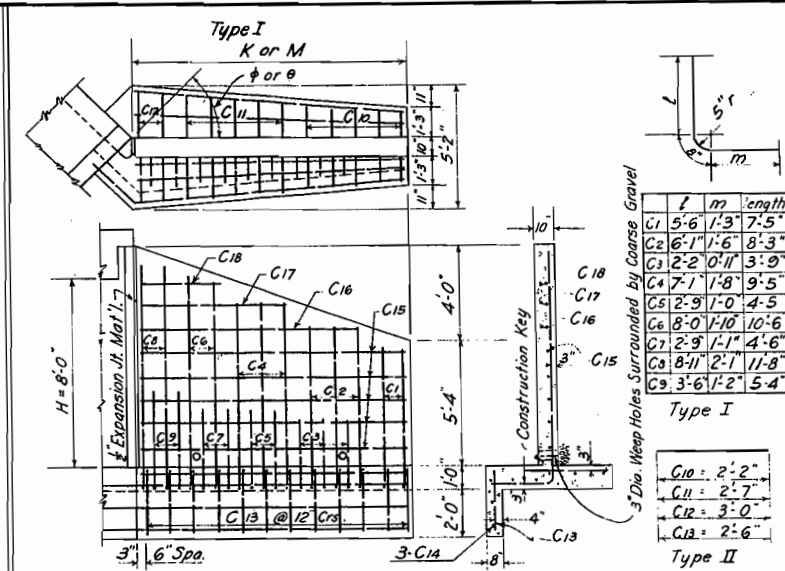 Type I
K or M
ϕ or θ
C12
C 11
C 10
11"
1'-3"
10"
1'-3"
11"
5'-2"
l
5" r
8"
m
l m Length
C1 5'-6" 1'-3" 7'-5"
C2 6'-1" 1'-6" 8'-3"
C3 2'-2" 0'-11" 3'-9"
C4 7'-1" 1'-8" 9'-5"
C5 2'-9" 1'-0" 4-5
C6 8'-0" 1'-10" 10'-6
C7 2'-9" 1'-1" 4'-6"
C8 8'-11" 2'-1" 11'-8"
C9 3'-6" 1'-2" 5'-4"
Type I
C10 = 2'-2"
C11 = 2'-7"
C12 = 3'-0"
C13 = 2'-6"
Type II
H = 8'-0"
½" Expansion Jt. Mat'l.
C18
C17
C16
C15
C8
C6
C4
C2
C1
C9
C7
C5
C3
C 13 @ 12" Crs.
3"
6" Spa.
4'-0"
5'-4"
1'-0"
2'-0"
10"
C 18
C17
C16
C15
3"
Construction Key
3" Dia. Weep Holes Surrounded by Coarse Gravel
3"
3"
4"
C13
3-C14
8"